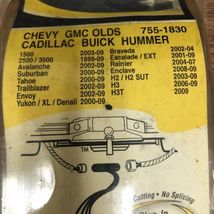 CHEVY GMC OLDS 755-1830
CADILLAC BUICK HUMMER
1500 2003-09 Bravada 2002-04
2500 / 3500 1999-09 Escalade / EXT 2001-09
Avalanche 2002-09 Rainier 2004-07
Suburban 2000-09 Enclave 2008-09
Tahoe 2000-09 H2 / H2 SUT 2003-09
Trailblazer 2002-09 H3 2006-09
Envoy 2002-09 H3T 2009
Yukon / XL / Denali 2000-09
TM
Cutting • No Splicing
Plug-In